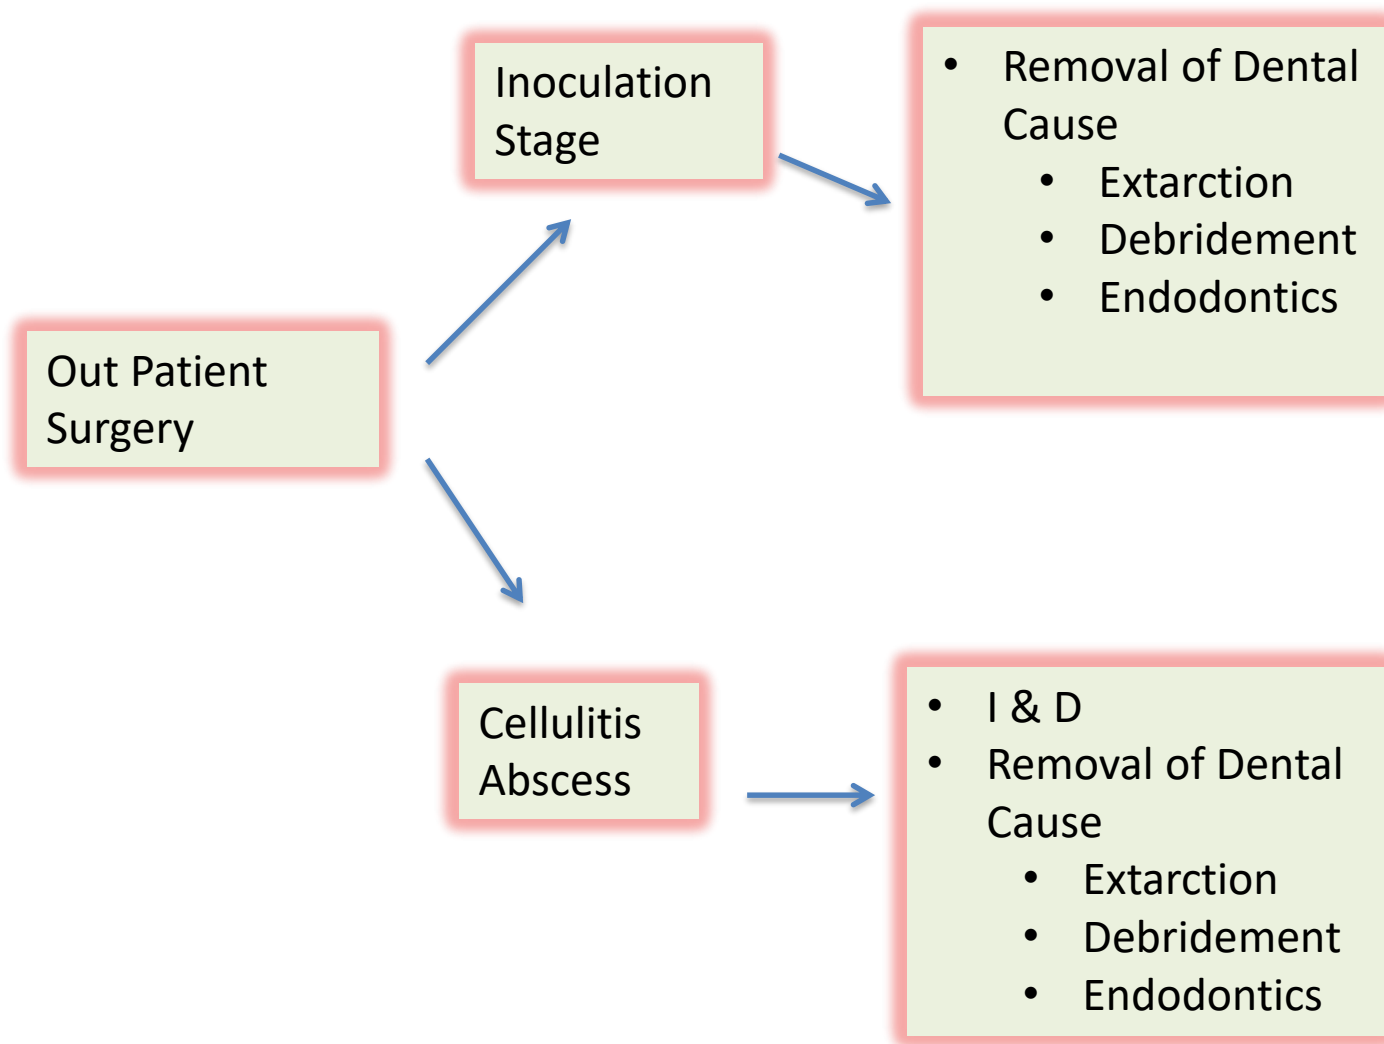 Inoculation
Stage
• Removal of Dental
Cause
• Extarction
• Debridement
• Endodontics
Out Patient
Surgery
Cellulitis
Abscess
• I & D
• Removal of Dental
Cause
• Extarction
• Debridement
• Endodontics